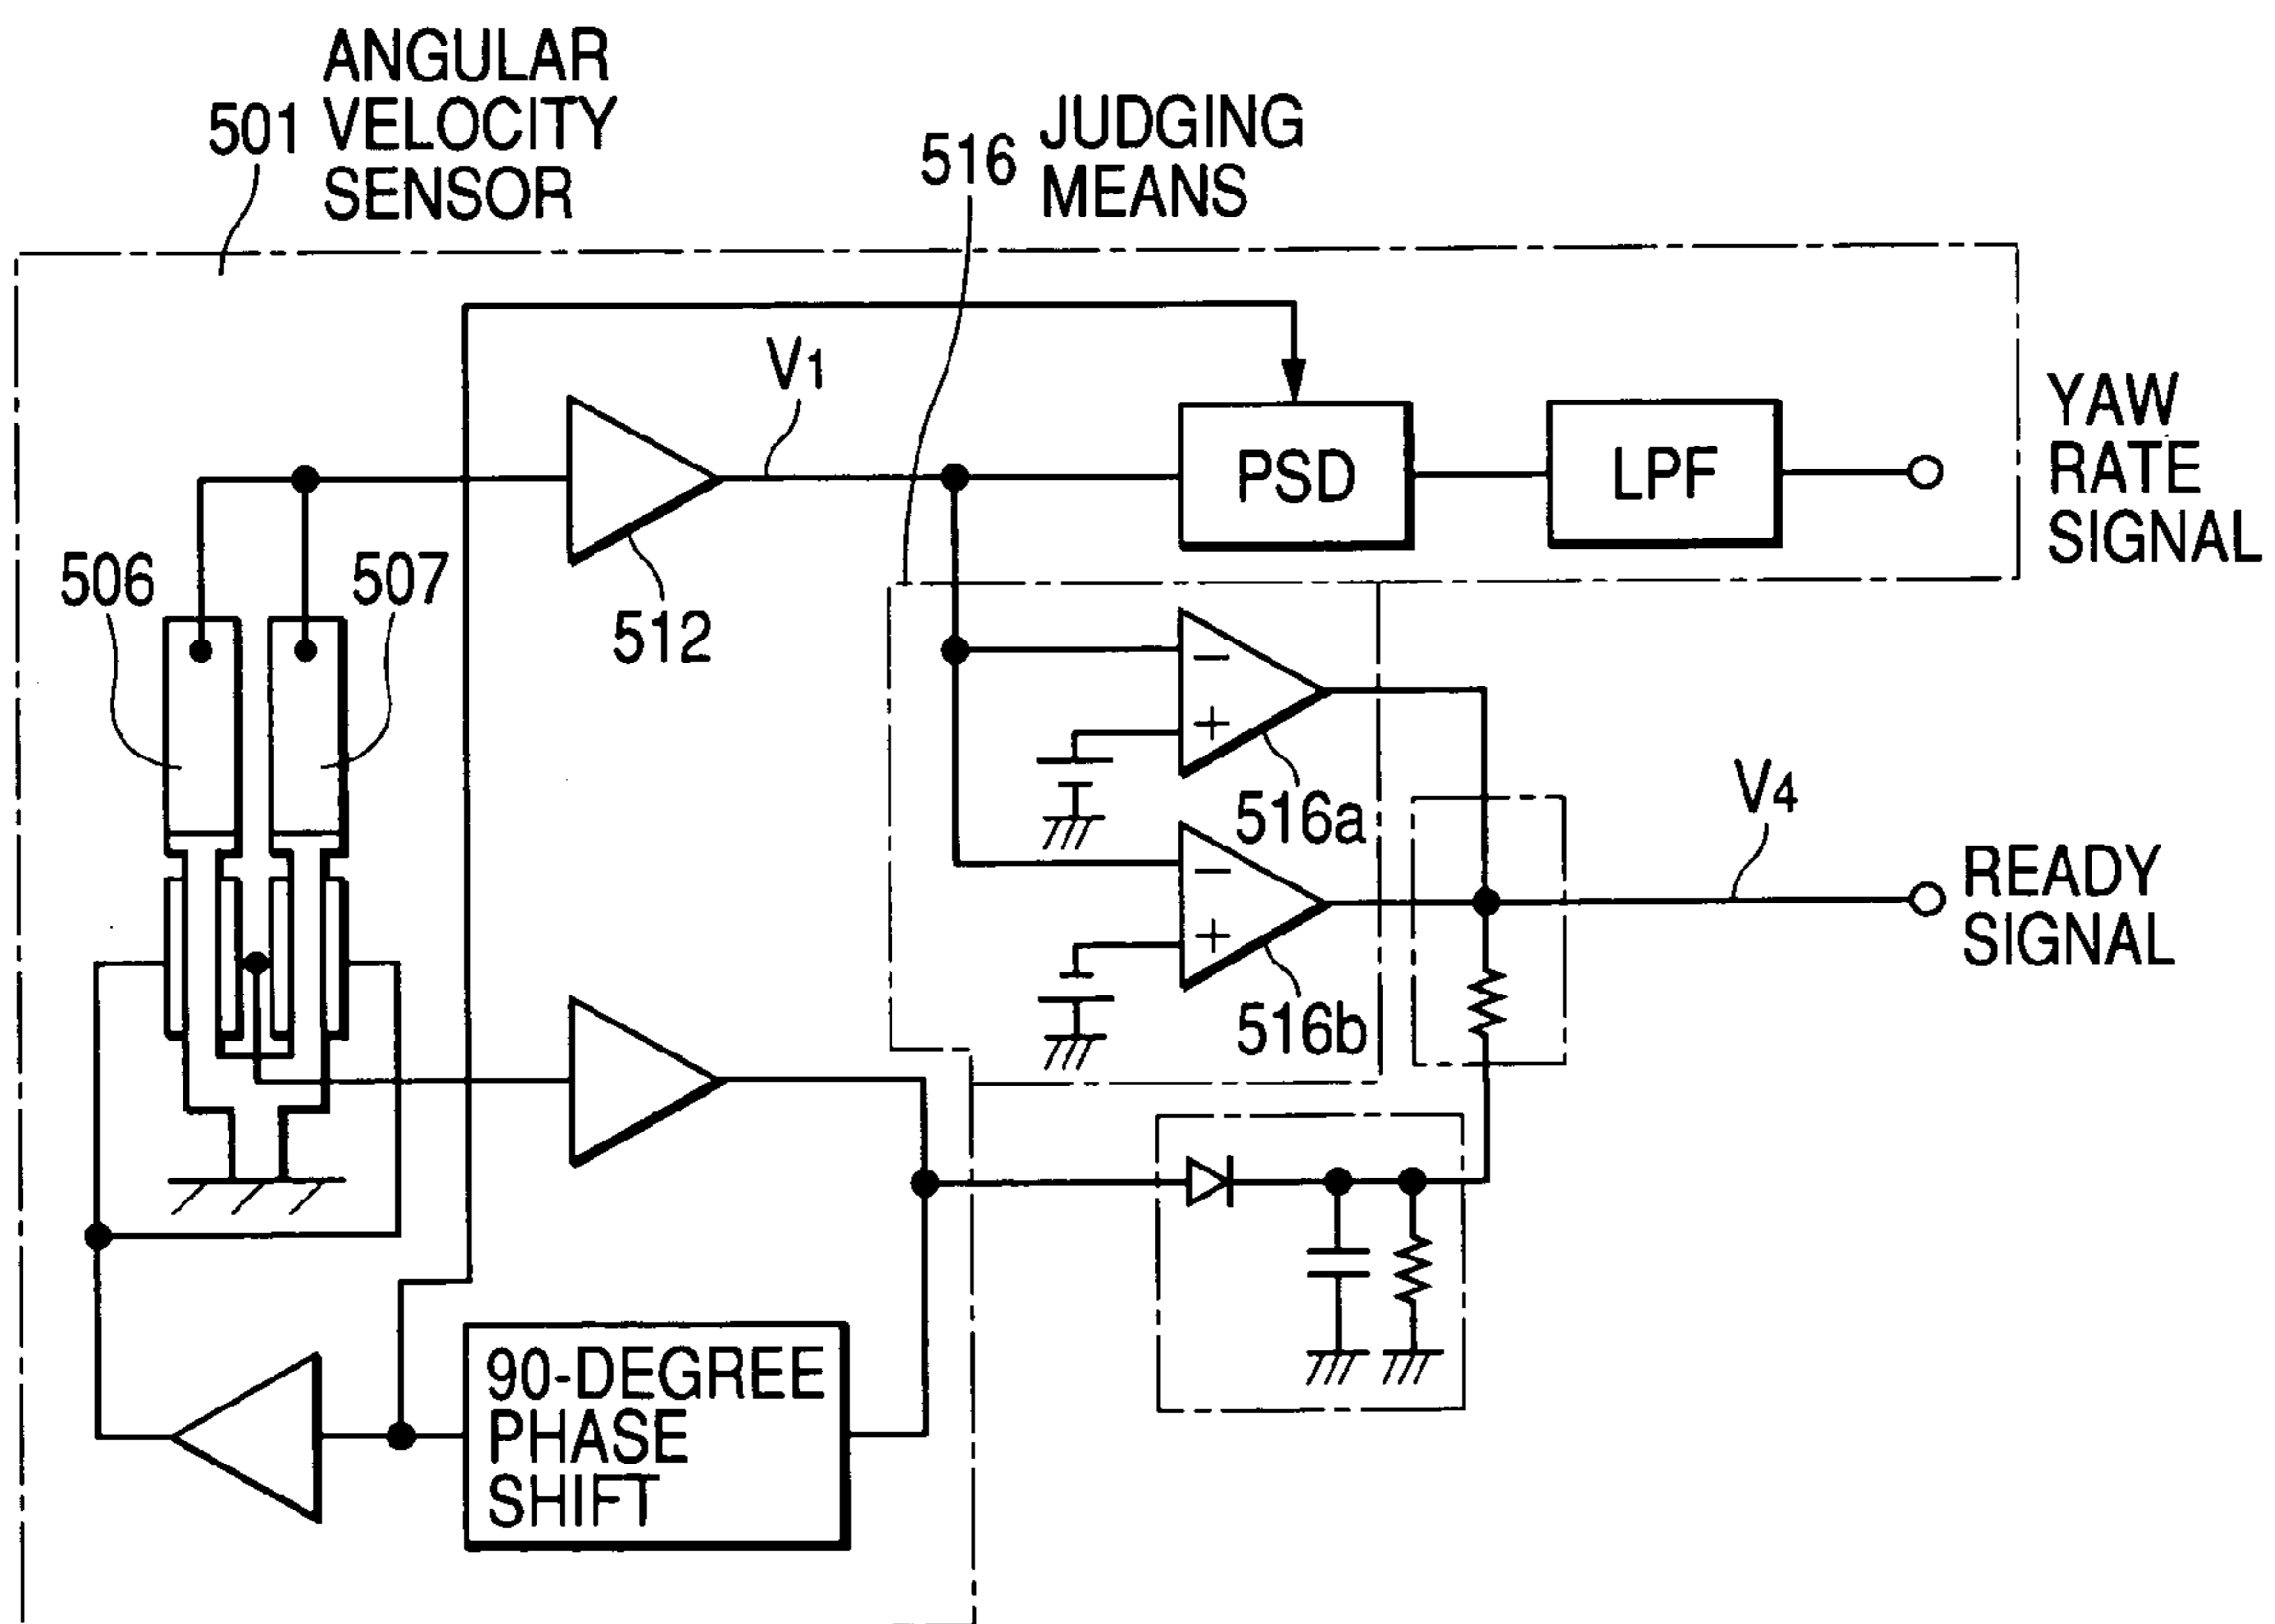 ANGULAR
501 VELOCITY
SENSOR
516 JUDGING
MEANS
V1
PSD
LPF
YAW
RATE
SIGNAL
506
507
512
−
+
516a
−
+
516b
V4
READY
SIGNAL
90-DEGREE
PHASE
SHIFT